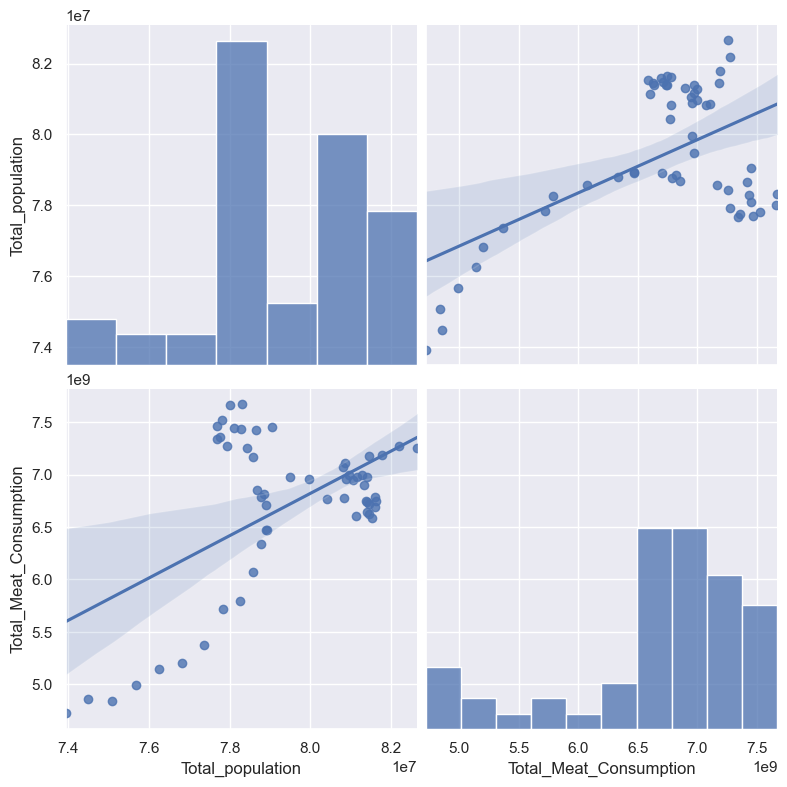 1e7
8.2
8.0
7.8
7.6
7.4
Total_population
1e9
7.5
7.0
6.5
6.0
5.5
5.0
Total_Meat_Consumption
7.4 7.6 7.8 8.0 8.2
1e7
Total_population
5.0 5.5 6.0 6.5 7.0 7.5
1e9
Total_Meat_Consumption